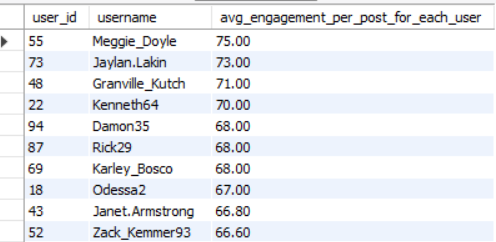 user_id username avg_engagement_per_post_for_each_user
55 Meggie_Doyle 75.00
73 Jaylan.Lakin 73.00
48 Granville_Kutch 71.00
22 Kenneth64 70.00
94 Damon35 68.00
87 Rick29 68.00
69 Karley_Bosco 68.00
18 Odessa2 67.00
43 Janet.Armstrong 66.80
52 Zack_Kemmer93 66.60